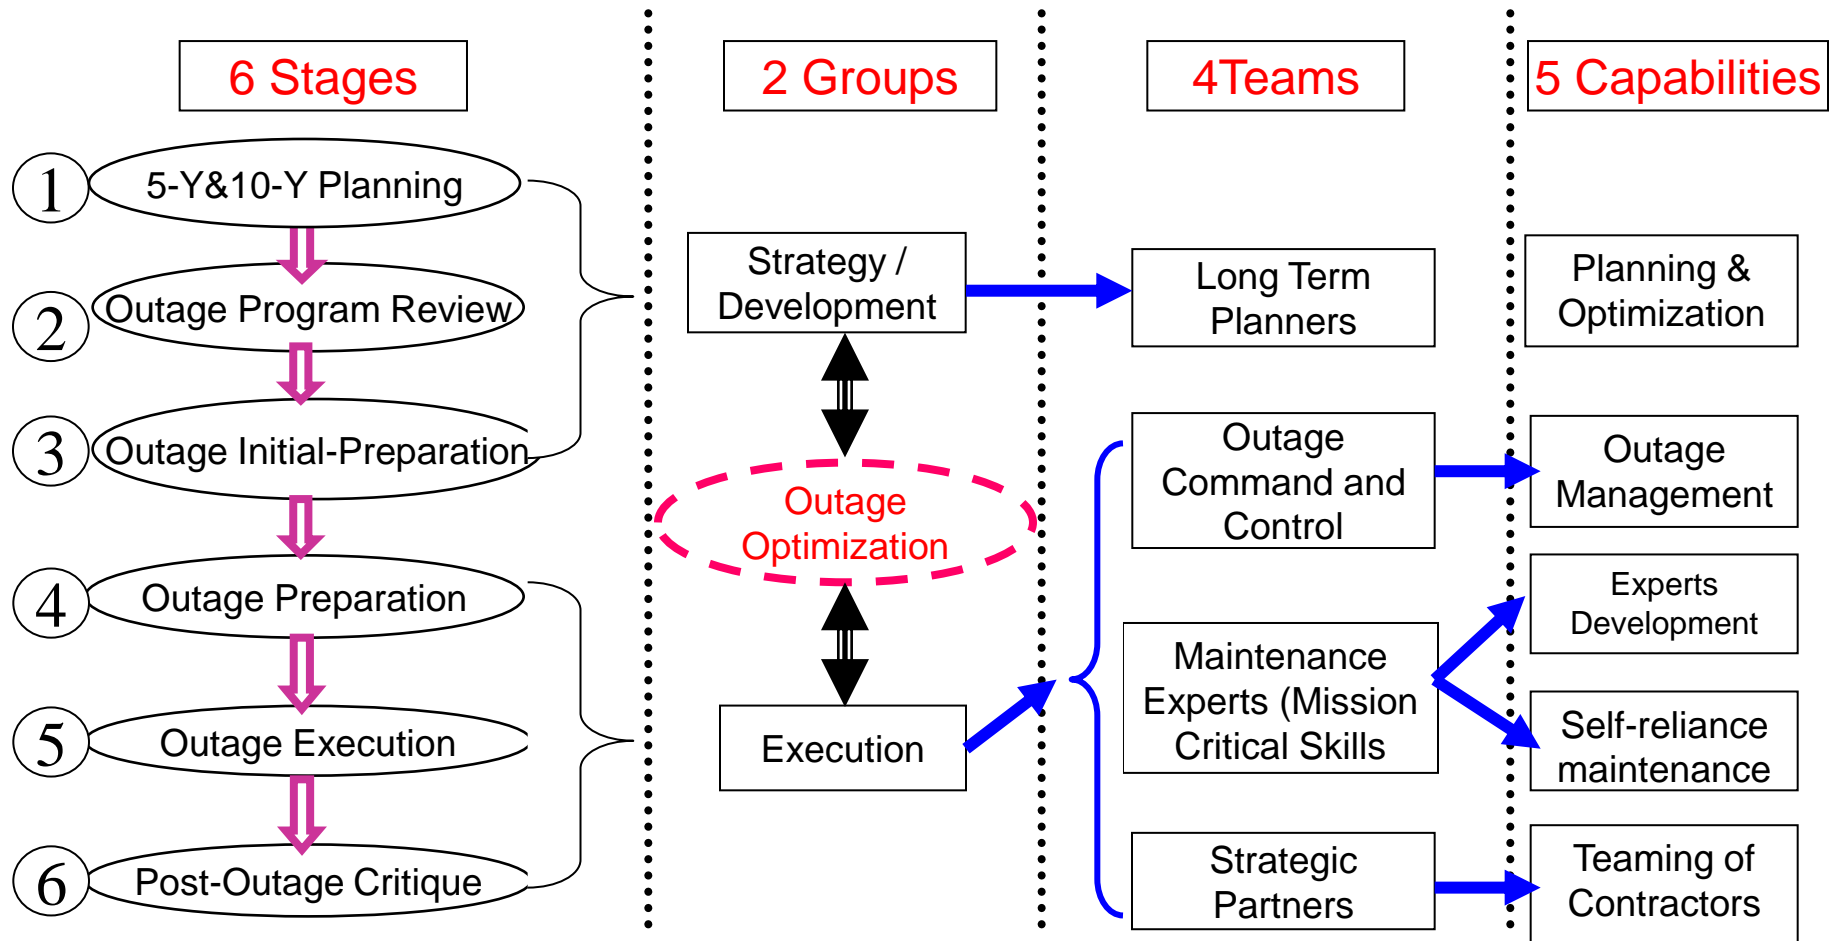 6 Stages
2 Groups
4Teams
5 Capabilities
1
5-Y&10-Y Planning
2
Outage Program Review
3
Outage Initial-Preparation
4
Outage Preparation
5
Outage Execution
6
Post-Outage Critique
Strategy /
Development
Outage
Optimization
Execution
Long Term
Planners
Outage
Command and
Control
Maintenance
Experts (Mission
Critical Skills
Strategic
Partners
Planning &
Optimization
Outage
Management
Experts
Development
Self-reliance
maintenance
Teaming of
Contractors